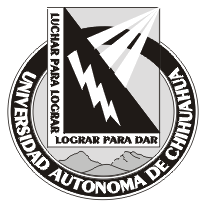 LUCHAR PARA LOGRAR
LOGRAR PARA DAR
UNIVERSIDAD AUTONOMA DE CHIHUAHUA